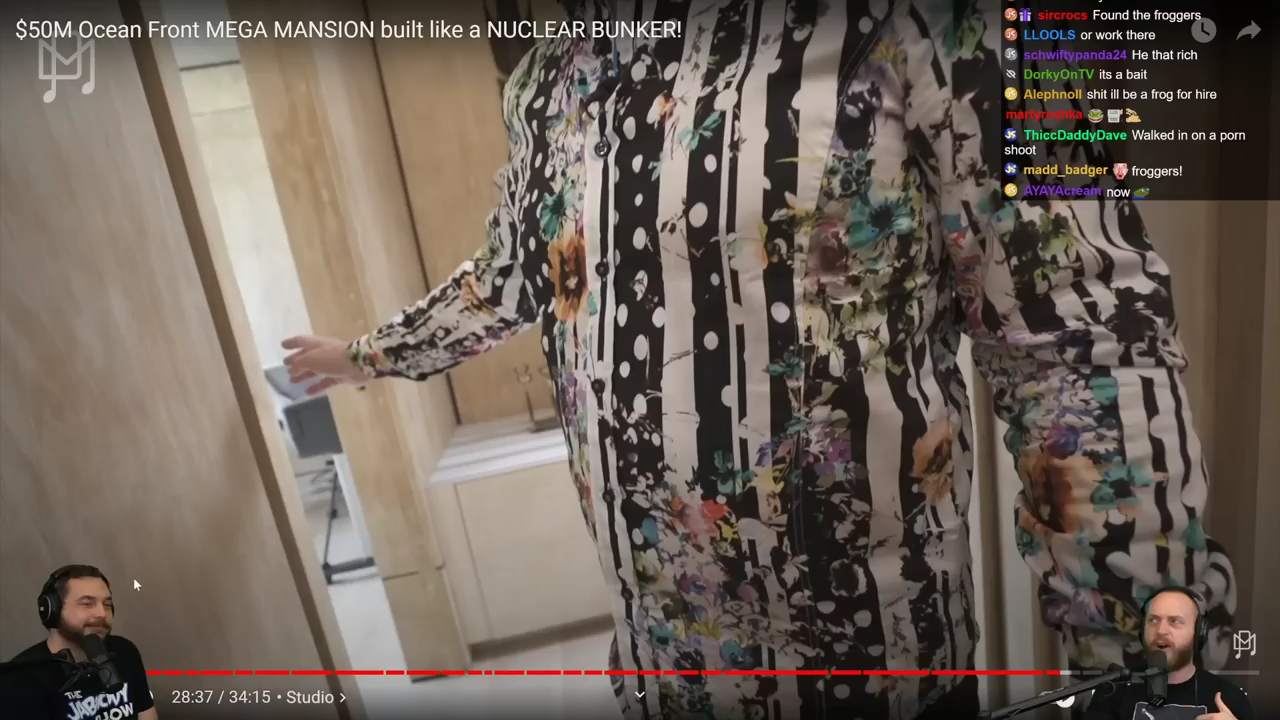 $50M Ocean Front MEGA MANSION built like a NUCLEAR BUNKER!
sircrocs Found the froggers
LLOOLS or work there
schwiftypanda24 He that rich
DorkyOnTV its a bait
Alephnoll shit ill be a frog for hire
ThiccDaddyDave Walked in on a porn
shoot
madd_badger froggers!
AYAYAcream now
THE
28:37 / 34:15 • Studio